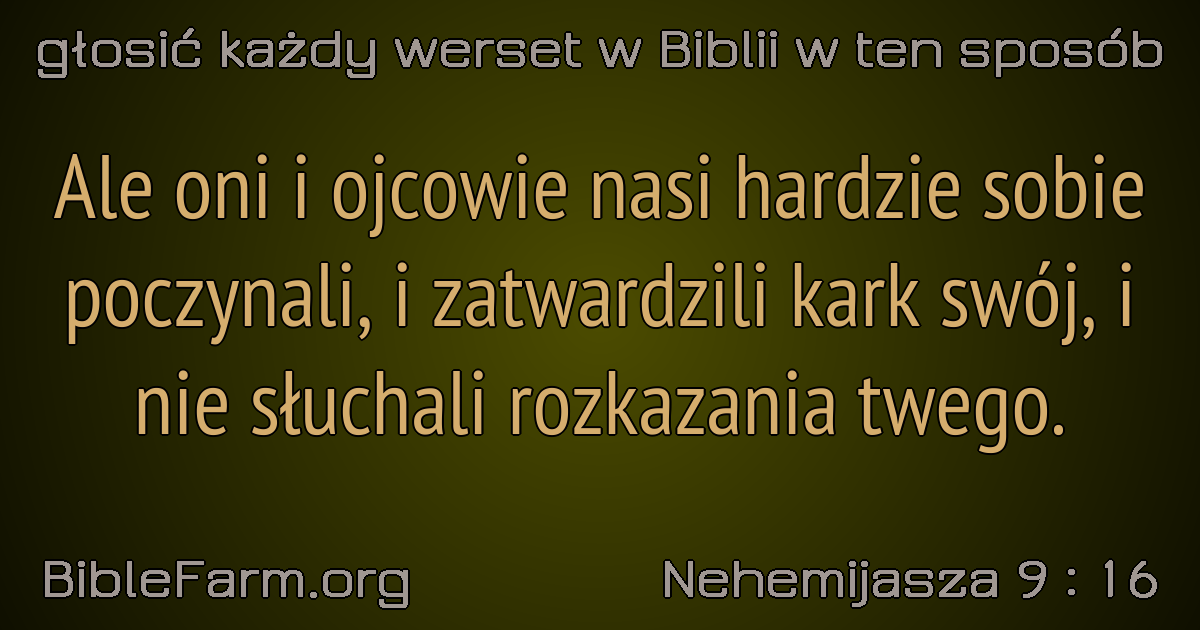 głosić każdy werset w Biblii w ten sposób
Ale oni i ojcowie nasi hardzie sobie
poczynali, i zatwardzili kark swój, i
nie słuchali rozkazania twego.
BibleFarm.org
Nehemijasza 9 : 16